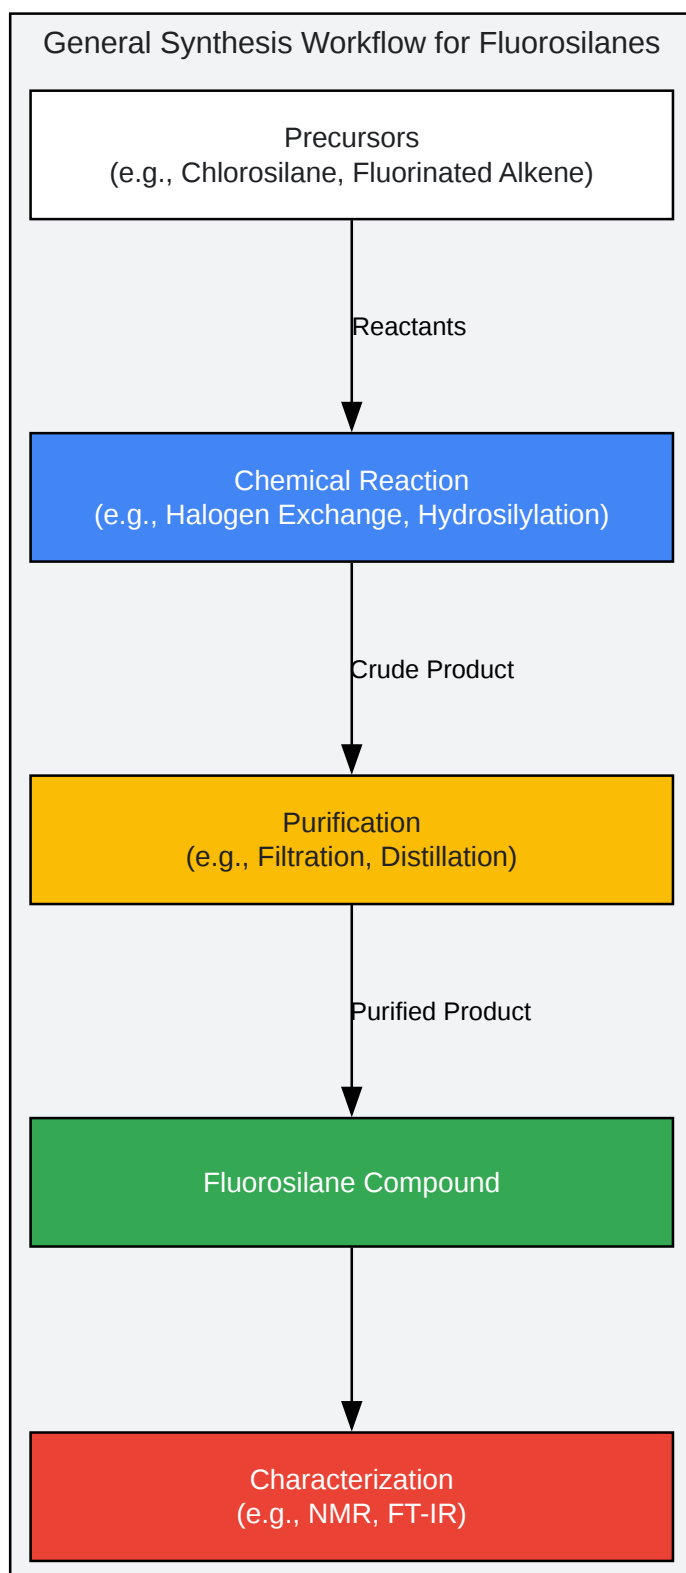 General Synthesis Workflow for Fluorosilanes
Precursors
(e.g., Chlorosilane, Fluorinated Alkene)
Reactants
Chemical Reaction
(e.g., Halogen Exchange, Hydrosilylation)
Crude Product
Purification
(e.g., Filtration, Distillation)
Purified Product
Fluorosilane Compound
Characterization
(e.g., NMR, FT-IR)